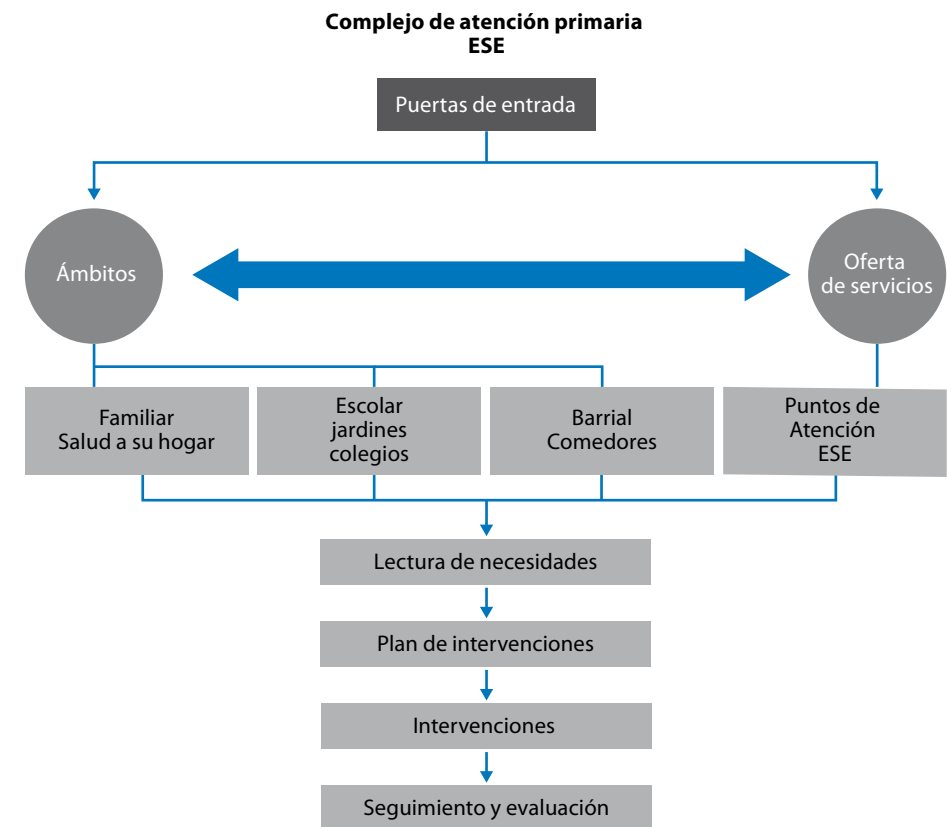 Complejo de atención primaria
ESE
Puertas de entrada
Ámbitos
Oferta
de servicios
Familiar
Salud a su hogar
Escolar
jardines
colegios
Barrial
Comedores
Puntos de
Atención
ESE
Lectura de necesidades
Plan de intervenciones
Intervenciones
Seguimiento y evaluación